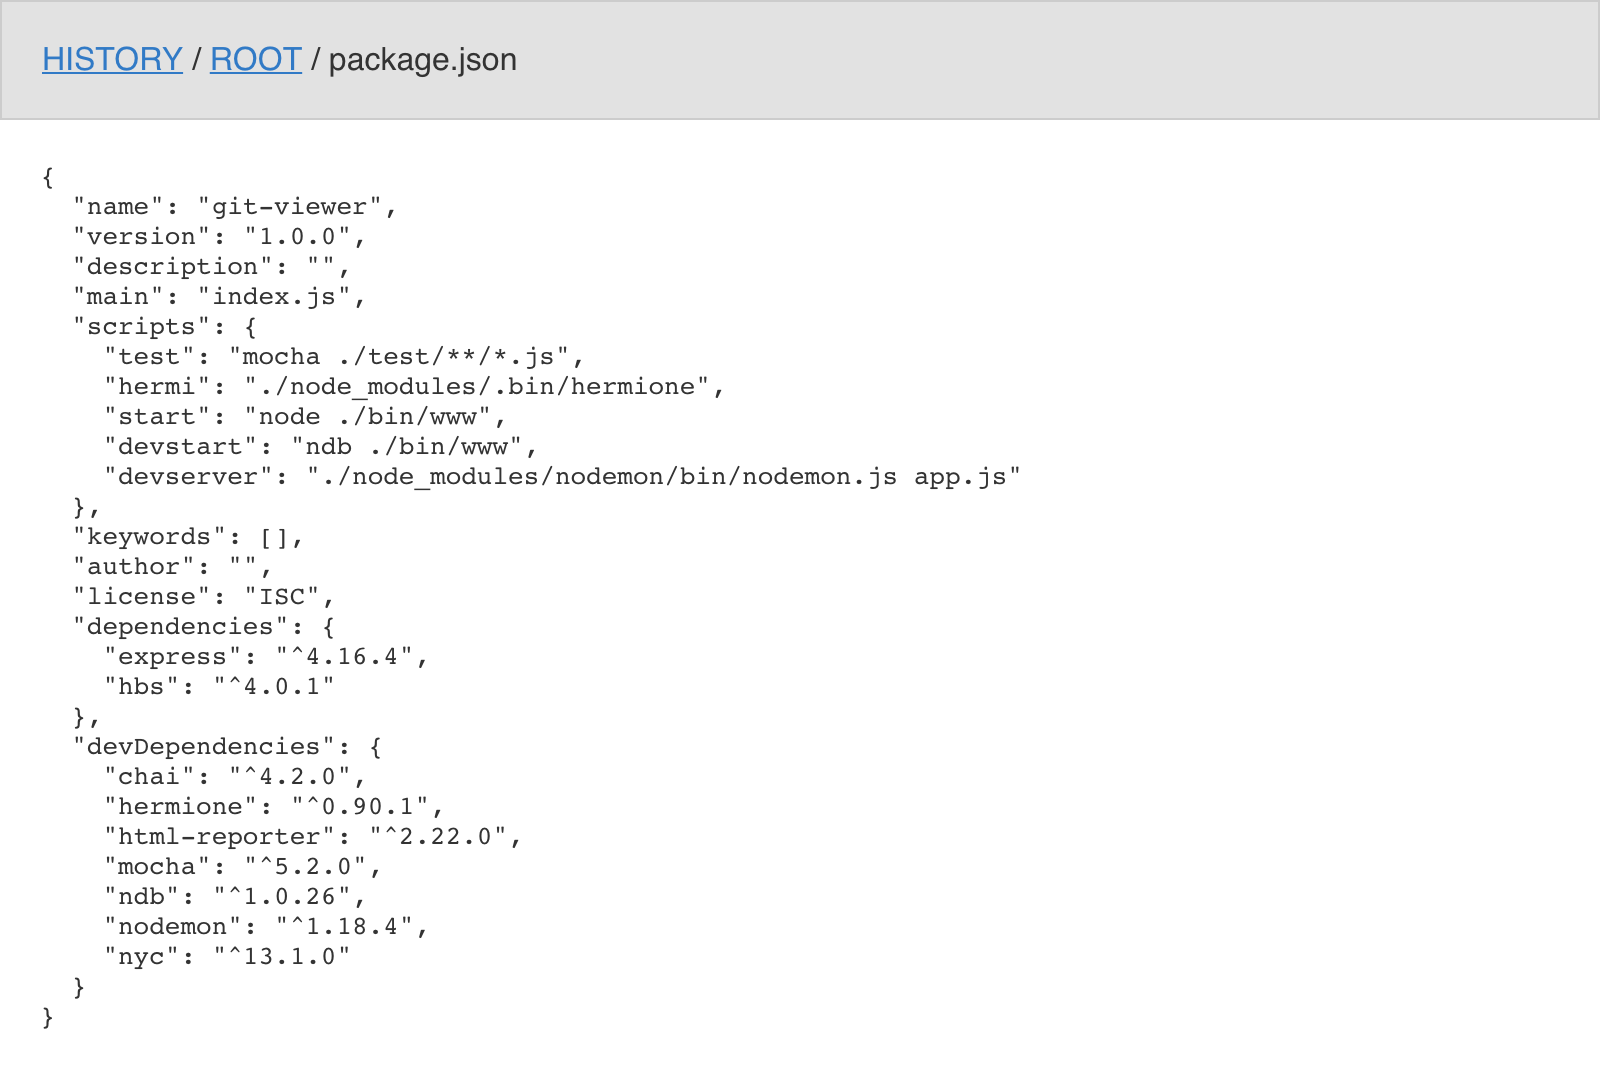 HISTORY / ROOT / package.json
{
  "name": "git-viewer",
  "version": "1.0.0",
  "description": "",
  "main": "index.js",
  "scripts": {
    "test": "mocha ./test/**/*.js",
    "hermi": "./node_modules/.bin/hermione",
    "start": "node ./bin/www",
    "devstart": "ndb ./bin/www",
    "devserver": "./node_modules/nodemon/bin/nodemon.js app.js"
  },
  "keywords": [],
  "author": "",
  "license": "ISC",
  "dependencies": {
    "express": "^4.16.4",
    "hbs": "^4.0.1"
  },
  "devDependencies": {
    "chai": "^4.2.0",
    "hermione": "^0.90.1",
    "html-reporter": "^2.22.0",
    "mocha": "^5.2.0",
    "ndb": "^1.0.26",
    "nodemon": "^1.18.4",
    "nyc": "^13.1.0"
  }
}